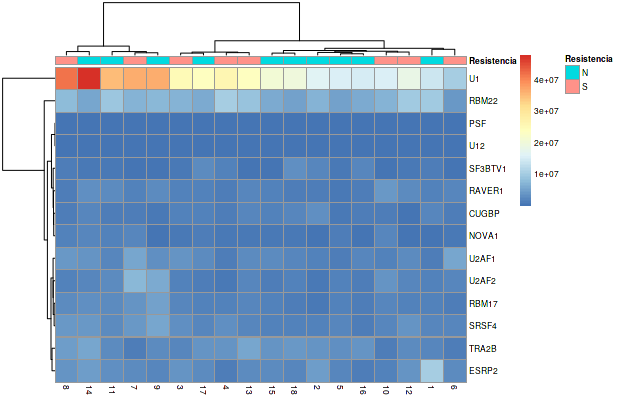 Resistencia
U1
RBM22
PSF
U12
SF3BTV1
RAVER1
CUGBP
NOVA1
U2AF1
U2AF2
RBM17
SRSF4
TRA2B
ESRP2
8 14 11 7 9 3 17 4 13 15 18 2 5 16 10 12 1 6
4e+07
3e+07
2e+07
1e+07
Resistencia
N
S